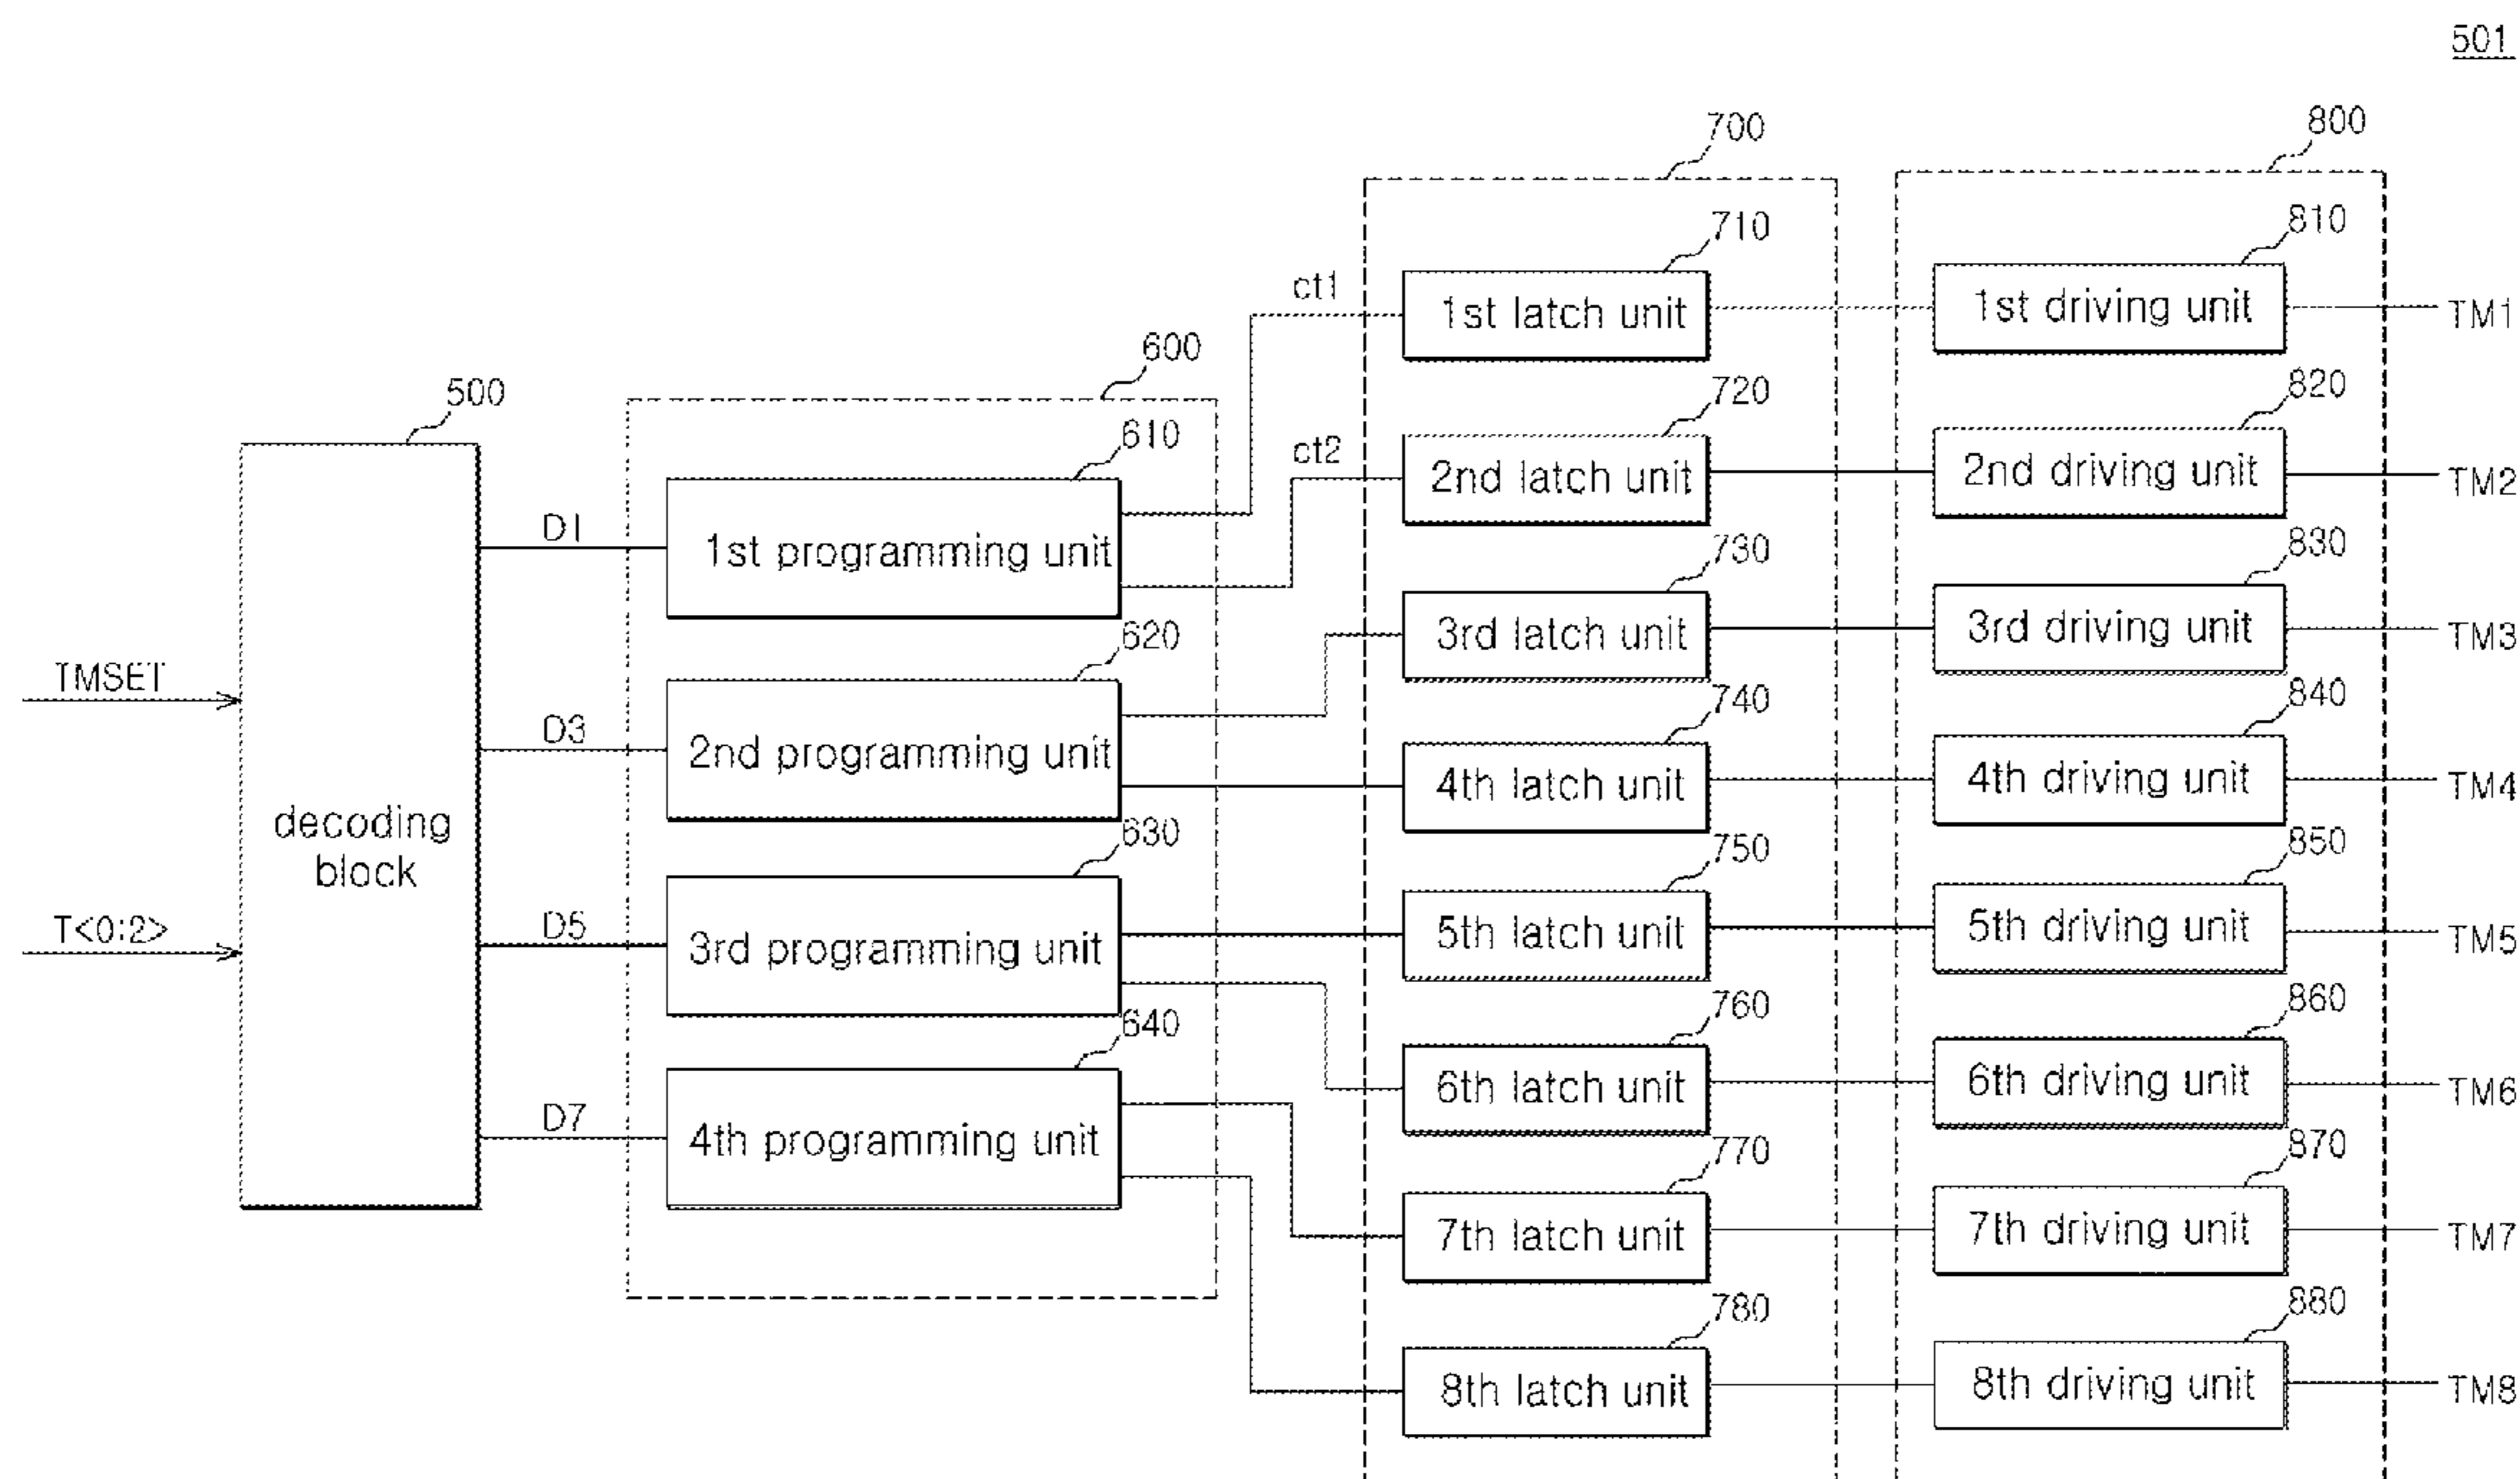 501
700
800
710
810
ct1
1st latch unit
1st driving unit
TM1
600
720
820
500
610
ct2
2nd latch unit
2nd driving unit
TM2
D1
1st programming unit
730
830
620
3rd latch unit
3rd driving unit
TM3
TMSET
740
840
D3
2nd programming unit
4th latch unit
4th driving unit
TM4
decoding
block
630
750
850
T<0:2>
D5
3rd programming unit
5th latch unit
5th driving unit
TM5
640
760
860
6th latch unit
6th driving unit
TM6
D7
4th programming unit
770
870
7th latch unit
7th driving unit
TM7
780
880
8th latch unit
8th driving unit
TM8